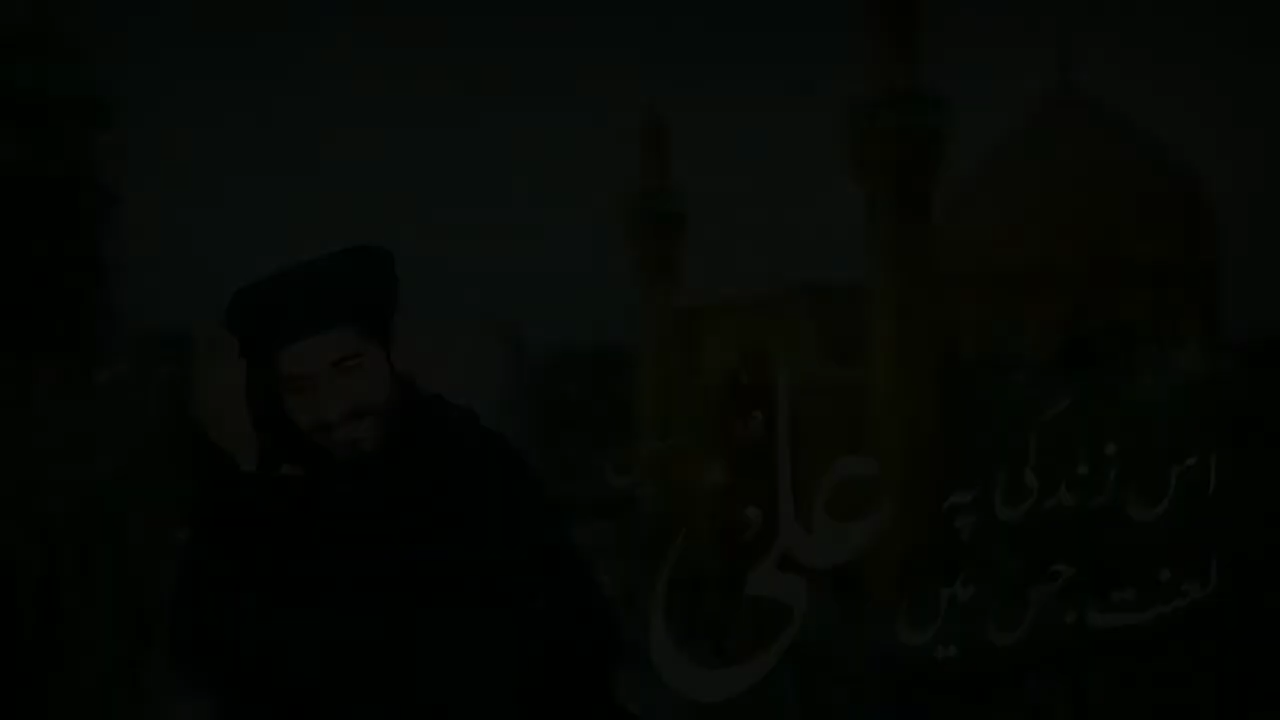 اس زندگی پہ
لعنت جس میں
علیؑ